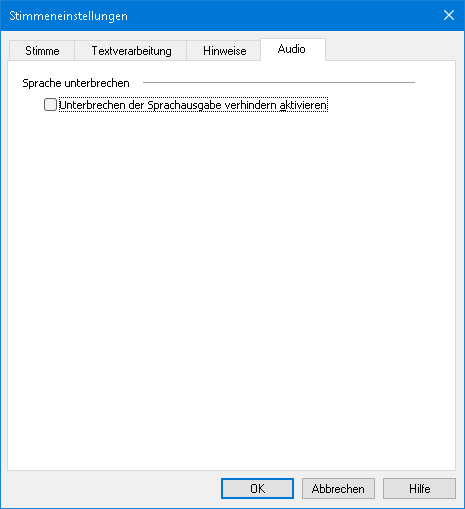 Stimmeneinstellungen
Stimme Textverarbeitung Hinweise Audio
Sprache unterbrechen
Unterbrechen der Sprachausgabe verhindern aktivieren
OK Abbrechen Hilfe